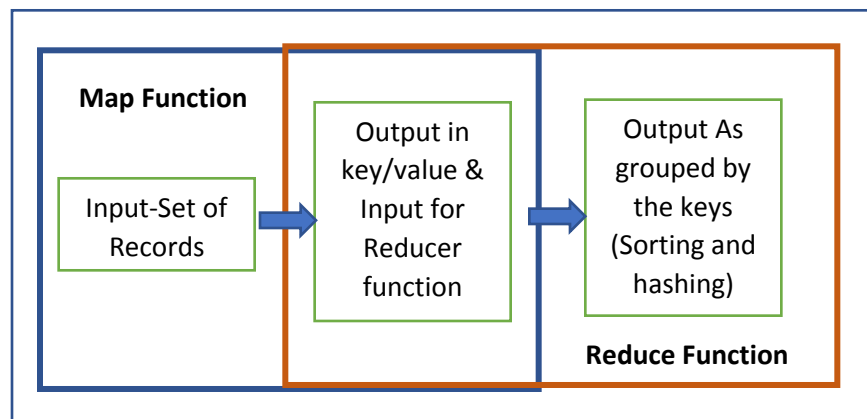 Map Function
Input-Set of
Records
Output in
key/value &
Input for
Reducer
function
Output As
grouped by
the keys
(Sorting and
hashing)
Reduce Function